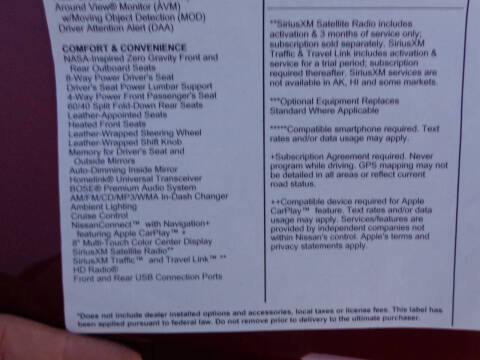 Around View® Monitor (AVM)
w/Moving Object Detection (MOD)
Driver Attention Alert (DAA)
COMFORT & CONVENIENCE
NASA-Inspired Zero Gravity Front and
Rear Outboard Seats
8-Way Power Driver's Seat
Driver's Seat Power Lumbar Support
4-Way Power Front Passenger's Seat
60/40 Split Fold-Down Rear Seats
Leather-Appointed Seats
Heated Front Seats
Leather-Wrapped Steering Wheel
Leather-Wrapped Shift Knob
Memory for Driver's Seat and
Outside Mirrors
Auto-Dimming Inside Mirror
Homelink® Universal Transceiver
BOSE® Premium Audio System
AM/FM/CD/MP3/WMA In-Dash Changer
Ambient Lighting
Cruise Control
NissanConnect℠ with Navigation+
featuring Apple CarPlay™ +
8" Multi-Touch Color Center Display
SiriusXM Satellite Radio**
SiriusXM Traffic™ and Travel Link™ **
HD Radio®
Front and Rear USB Connection Ports
**SiriusXM Satellite Radio includes
activation & 3 months of service only;
subscription sold separately. SiriusXM
Traffic & Travel Link includes activation &
service for a trial period; subscription
required thereafter. SiriusXM services are
not available in AK, HI and some markets.
***Optional Equipment Replaces
Standard Where Applicable
*****Compatible smartphone required. Text
rates and/or data usage may apply.
+Subscription Agreement required. Never
program while driving. GPS mapping may not
be detailed in all areas or reflect current
road status.
++Compatible device required for Apple
CarPlay™ feature. Text rates and/or data
usage may apply. Services/features are
provided by independent companies not
within Nissan's control. Apple's terms and
privacy statements apply.
*Does not include dealer installed options and accessories, local taxes or license fees. This label has
been applied pursuant to federal law. Do not remove prior to delivery to the ultimate purchaser.